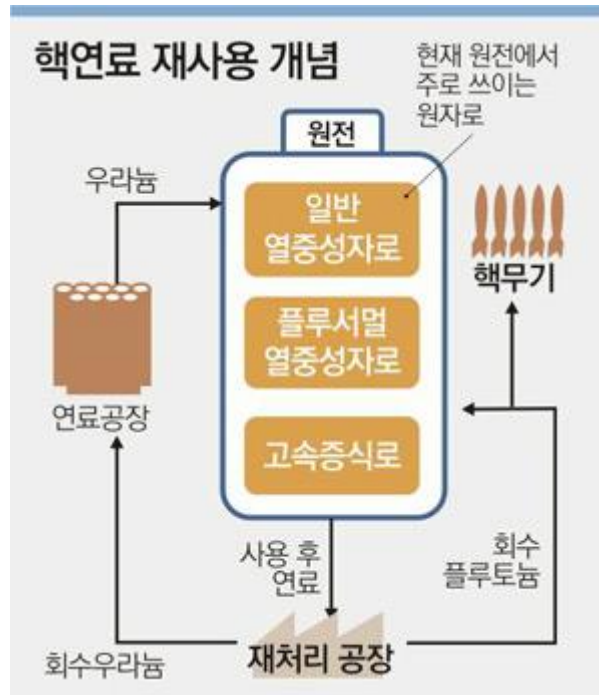 핵연료 재사용 개념
현재 원전에서
주로 쓰이는
원자로
원전
우라늄
일반
열중성자로
핵무기
플루서멀
열중성자로
연료공장
고속증식로
사용 후
연료
회수
플루토늄
회수우라늄
재처리 공장